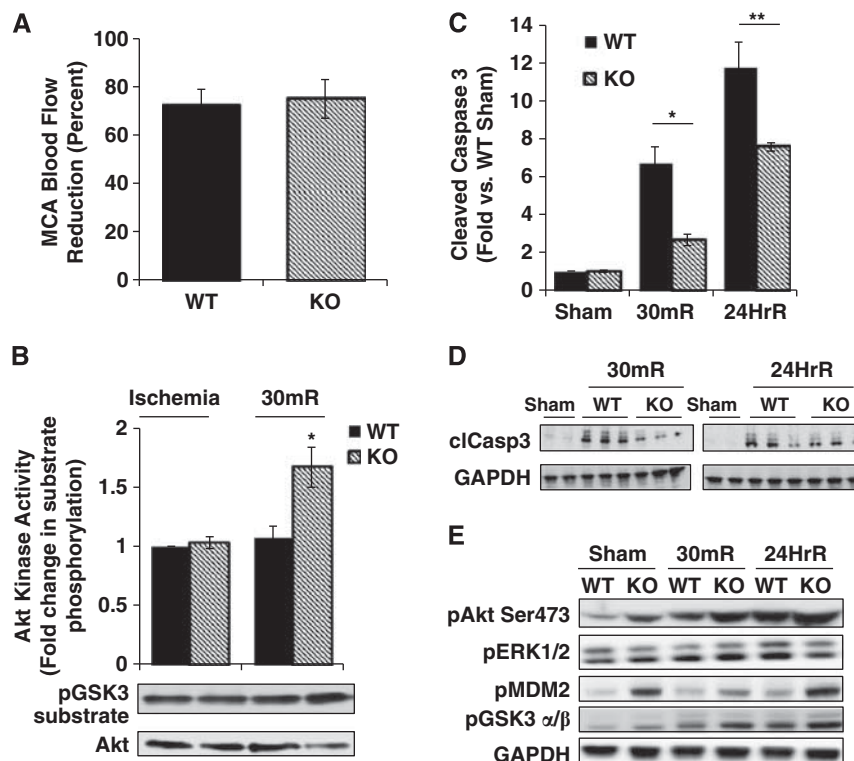 A
MCA Blood Flow
Reduction (Percent)
100
80
60
40
20
0
WT
KO
B
Ischemia
30mR
Akt Kinase Activity
(Fold change in substrate
phosphorylation)
2
1.5
1
0.5
0
*
WT
KO
pGSK3
substrate
Akt
C
Cleaved Caspase 3
(Fold vs. WT Sham)
14
12
10
8
6
4
2
0
WT
KO
*
**
Sham
30mR
24HrR
D
30mR
24HrR
Sham
WT
KO
Sham
WT
KO
clCasp3
GAPDH
E
Sham
30mR
24HrR
WT KO WT KO WT KO
pAkt Ser473
pERK1/2
pMDM2
pGSK3 α/β
GAPDH